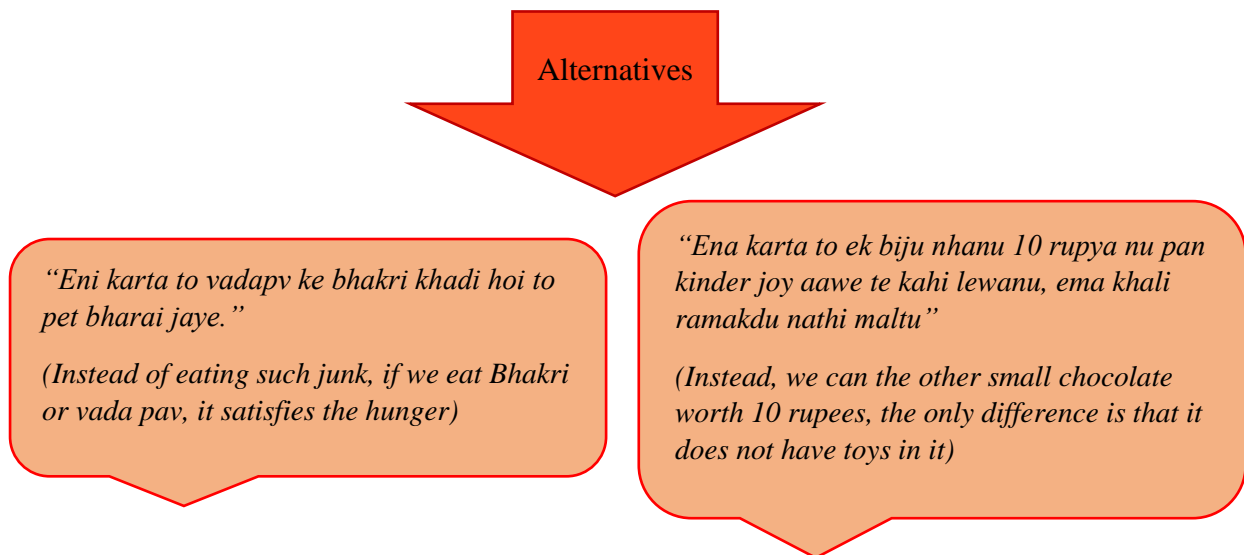 Alternatives
“Eni karta to vadapv ke bhakri khadi hoi to
pet bharai jaye.”
(Instead of eating such junk, if we eat Bhakri
or vada pav, it satisfies the hunger)
“Ena karta to ek biju nhanu 10 rupya nu pan
kinder joy aawe te kahi lewanu, ema khali
ramakdu nathi maltu”
(Instead, we can the other small chocolate
worth 10 rupees, the only difference is that it
does not have toys in it)